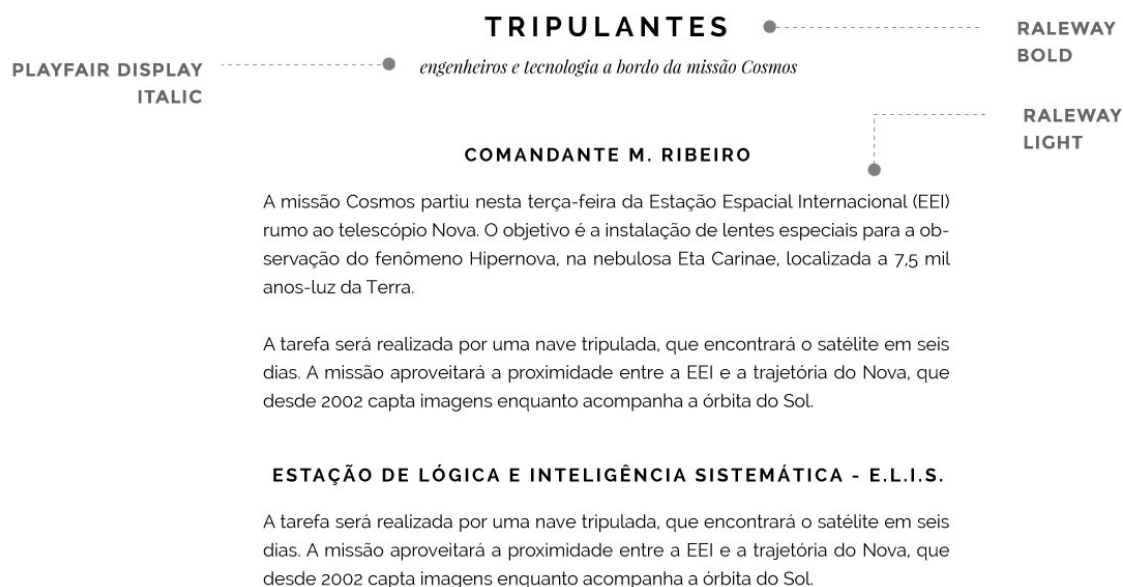 TRIPULANTES
RALEWAY
BOLD
engenheiros e tecnologia a bordo da missão Cosmos
PLAYFAIR DISPLAY
ITALIC
RALEWAY
LIGHT
COMANDANTE M. RIBEIRO
A missão Cosmos partiu nesta terça-feira da Estação Espacial Internacional (EEI)
rumo ao telescópio Nova. O objetivo é a instalação de lentes especiais para a ob-
servação do fenômeno Hipernova, na nebulosa Eta Carinae, localizada a 7,5 mil
anos-luz da Terra.
A tarefa será realizada por uma nave tripulada, que encontrará o satélite em seis
dias. A missão aproveitará a proximidade entre a EEI e a trajetória do Nova, que
desde 2002 capta imagens enquanto acompanha a órbita do Sol.
ESTAÇÃO DE LÓGICA E INTELIGÊNCIA SISTEMÁTICA - E.L.I.S.
A tarefa será realizada por uma nave tripulada, que encontrará o satélite em seis
dias. A missão aproveitará a proximidade entre a EEI e a trajetória do Nova, que
desde 2002 capta imagens enquanto acompanha a órbita do Sol.